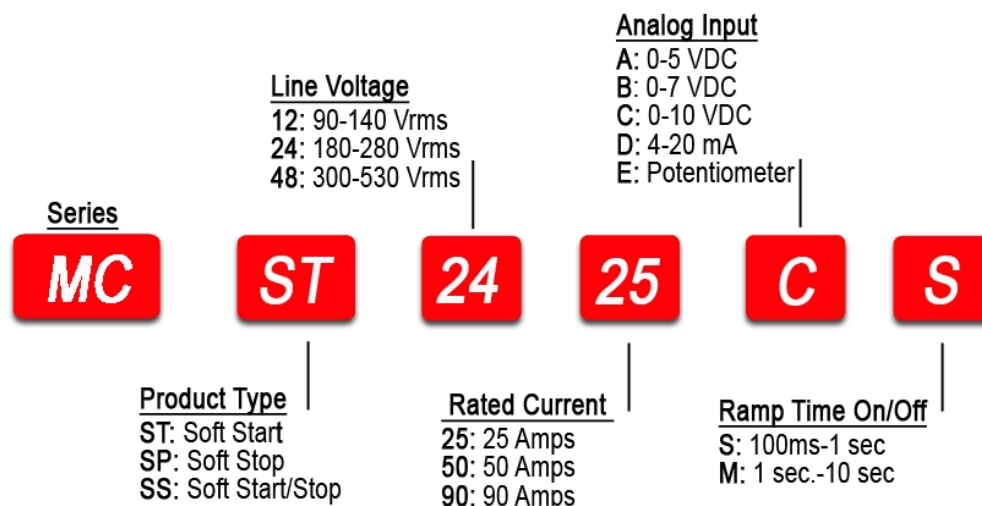 Analog Input
A: 0-5 VDC
B: 0-7 VDC
C: 0-10 VDC
D: 4-20 mA
E: Potentiometer
Line Voltage
12: 90-140 Vrms
24: 180-280 Vrms
48: 300-530 Vrms
Series
MC ST 24 25 C S
Product Type
ST: Soft Start
SP: Soft Stop
SS: Soft Start/Stop
Rated Current
25: 25 Amps
50: 50 Amps
90: 90 Amps
Ramp Time On/Off
S: 100ms-1 sec
M: 1 sec.-10 sec